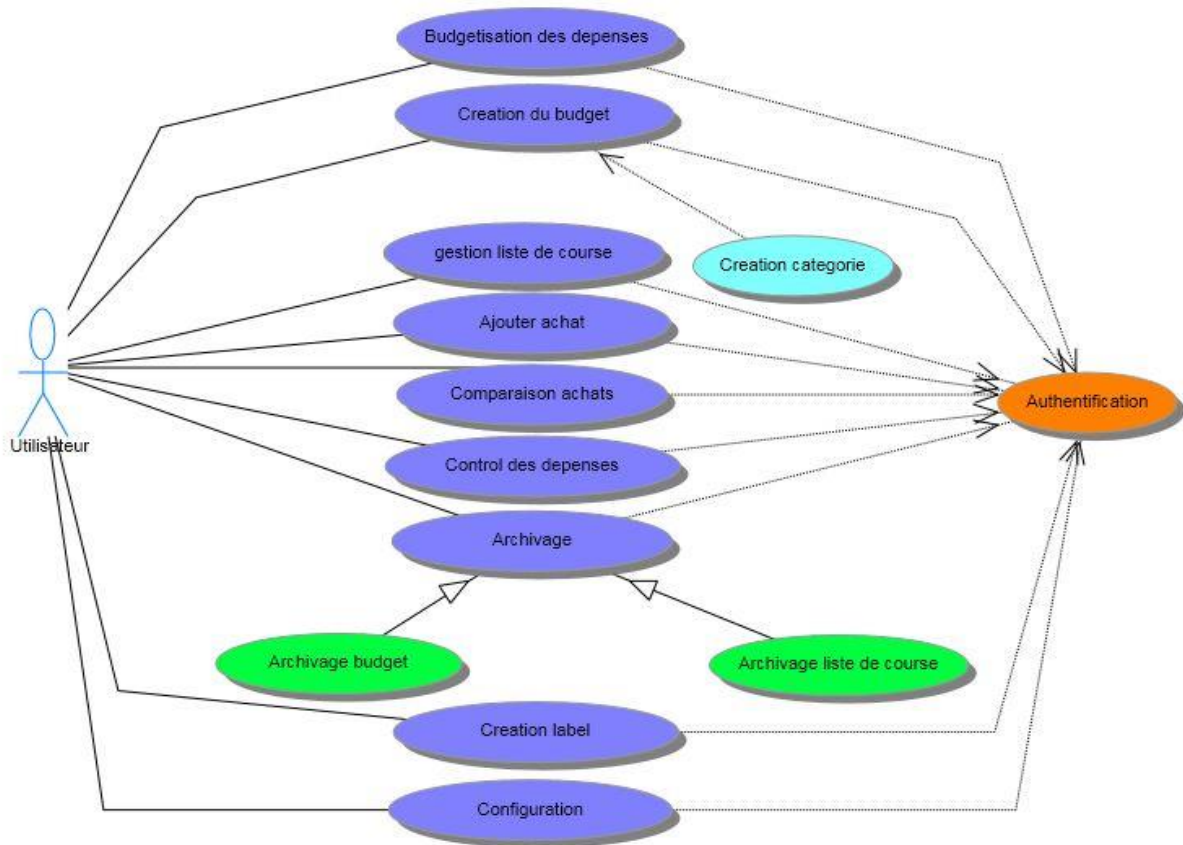 Budgetisation des depenses
Creation du budget
gestion liste de course
Creation categorie
Ajouter achat
Comparaison achats
Authentification
Utilisateur
Control des depenses
Archivage
Archivage budget
Archivage liste de course
Creation label
Configuration